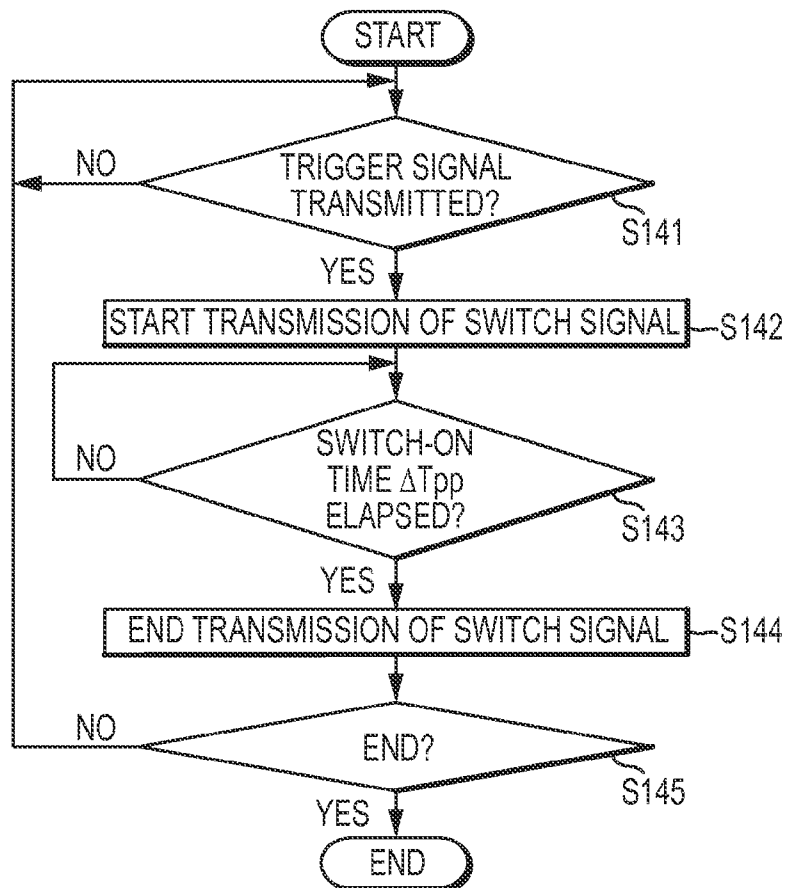 START
NO
TRIGGER SIGNAL
TRANSMITTED?
S141
YES
START TRANSMISSION OF SWITCH SIGNAL
S142
NO
SWITCH-ON
TIME ΔTpp
ELAPSED?
S143
YES
END TRANSMISSION OF SWITCH SIGNAL
S144
NO
END?
S145
YES
END